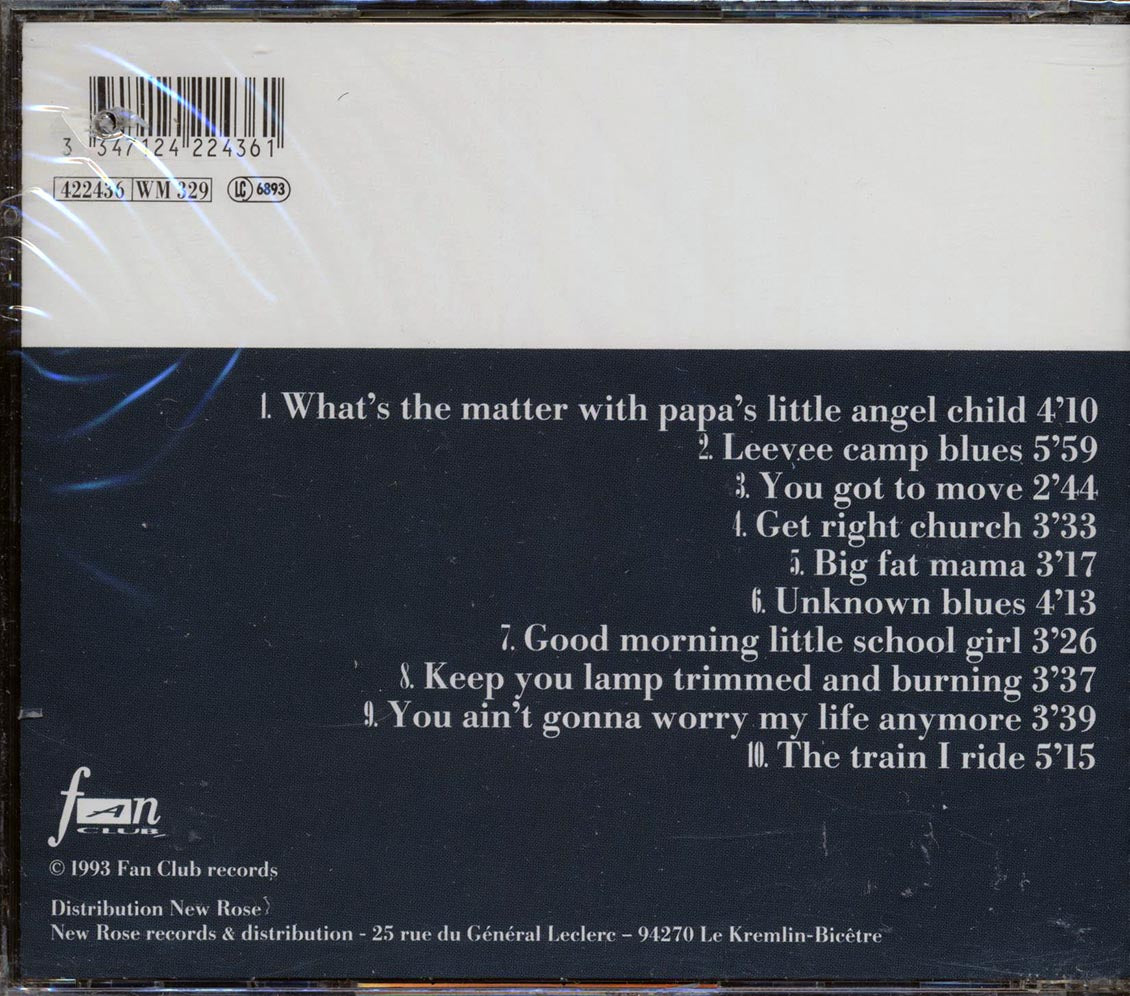 3 347124 224361
422436 WM 329 LC 6893
1. What's the matter with papa's little angel child 4'10
2. Leevee camp blues 5'59
3. You got to move 2'44
4. Get right church 3'33
5. Big fat mama 3'17
6. Unknown blues 4'13
7. Good morning little school girl 3'26
8. Keep you lamp trimmed and burning 3'37
9. You ain't gonna worry my life anymore 3'39
10. The train I ride 5'15
fan
CLUB
© 1993 Fan Club records
Distribution New Rose
New Rose records & distribution - 25 rue du Général Leclerc – 94270 Le Kremlin-Bicêtre